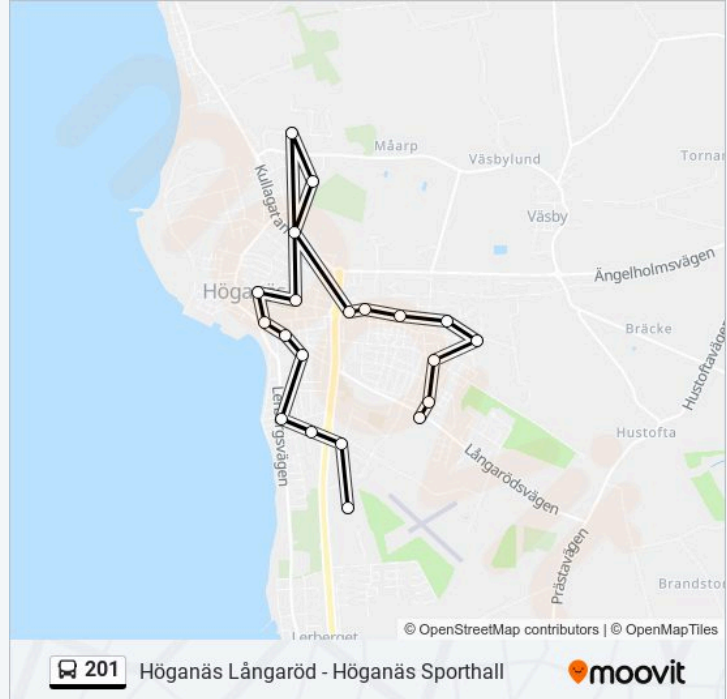 Måarp
Väsbylund
Torna
Kullagatan
Väsby
Ängelholmsvägen
Höganäs
Bräcke
Hustoftavägen
Lerbergsvägen
Hustofta
Långarödsvägen
Prästavägen
Brandstor
Lerberget
© OpenStreetMap contributors | © OpenMapTiles
201 Höganäs Långaröd - Höganäs Sporthall moovit